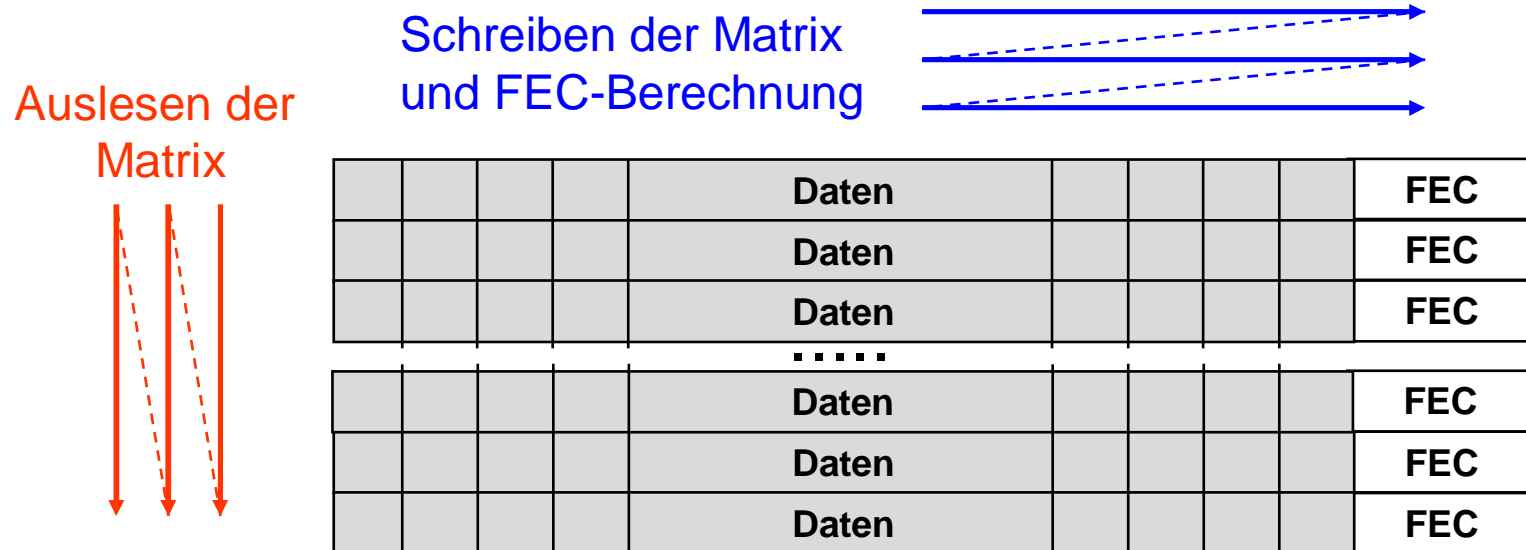 Schreiben der Matrix
und FEC-Berechnung
Auslesen der
Matrix
Daten FEC
Daten FEC
Daten FEC
.....
Daten FEC
Daten FEC
Daten FEC